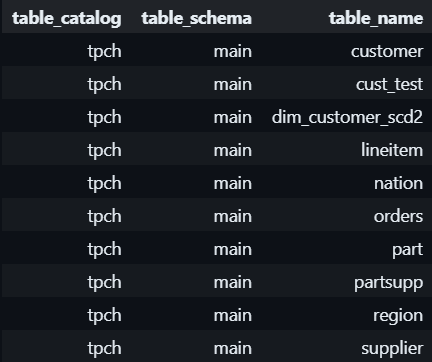 table_catalog table_schema table_name
tpch main customer
tpch main cust_test
tpch main dim_customer_scd2
tpch main lineitem
tpch main nation
tpch main orders
tpch main part
tpch main partsupp
tpch main region
tpch main supplier